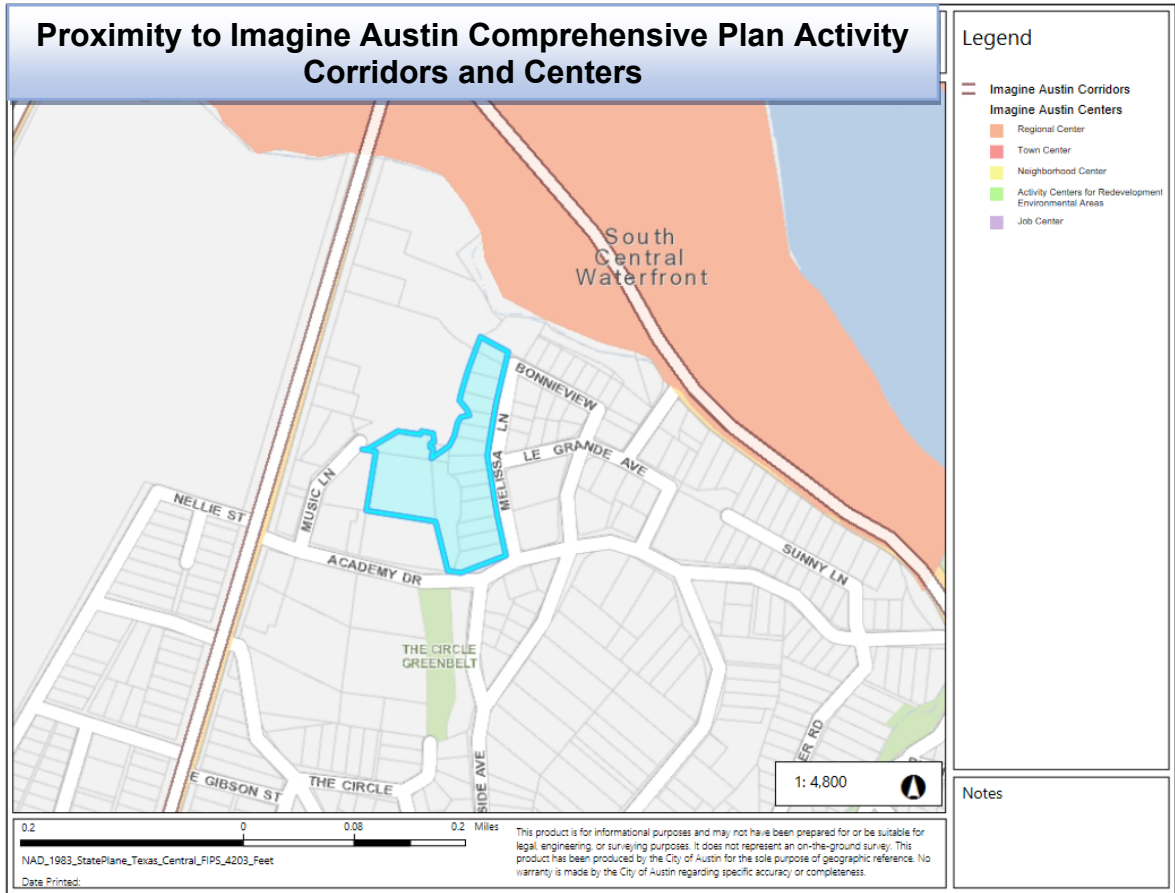 Proximity to Imagine Austin Comprehensive Plan Activity
Corridors and Centers
Legend
Imagine Austin Corridors
Imagine Austin Centers
Regional Center
Town Center
Neighborhood Center
Activity Centers for Redevelopment
Environmental Areas
Job Center
South
Central
Waterfront
BONNIEVIEW
MELISSA LN
LE GRANDE AVE
MUSIC LN
NELLIE ST
ACADEMY DR
SUNNY LN
THE CIRCLE
GREENBELT
ER RD
E GIBSON ST
THE CIRCLE
SIDE AVE
1: 4,800
Notes
0.2 0 0.08 0.2 Miles
NAD_1983_StatePlane_Texas_Central_FIPS_4203_Feet
Date Printed:
This product is for informational purposes and may not have been prepared for or be suitable for
legal, engineering, or surveying purposes. It does not represent an on-the-ground survey. This
product has been produced by the City of Austin for the sole purpose of geographic reference. No
warranty is made by the City of Austin regarding specific accuracy or completeness.